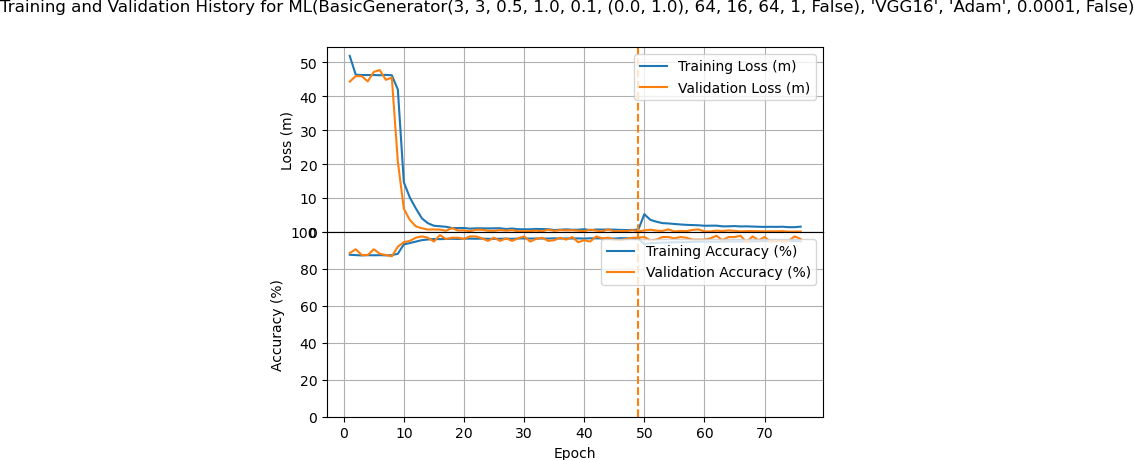 Training and Validation History for ML(BasicGenerator(3, 3, 0.5, 1.0, 0.1, (0.0, 1.0), 64, 16, 64, 1, False), 'VGG16', 'Adam', 0.0001, False)
50
40
30
20
10
0
Loss (m)
Training Loss (m)
Validation Loss (m)
100
80
60
40
20
0
Accuracy (%)
Training Accuracy (%)
Validation Accuracy (%)
0 10 20 30 40 50 60 70
Epoch